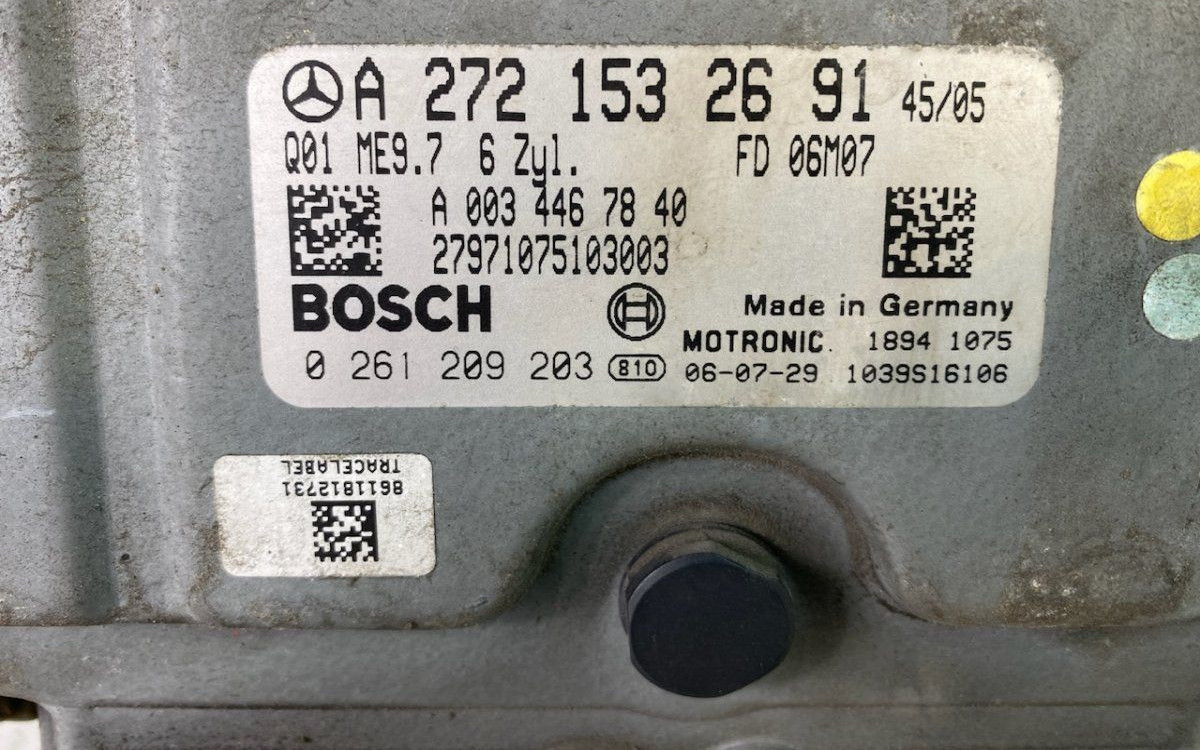 A 272 153 26 91 45/05
Q01 ME9.7 6 Zyl. FD 06M07
A 003 446 78 40
27971075103003
BOSCH
Made in Germany
MOTRONIC. 1894 1075
0 261 209 203 810 06-07-29 1039S16106
TRACELABEL
8611812731